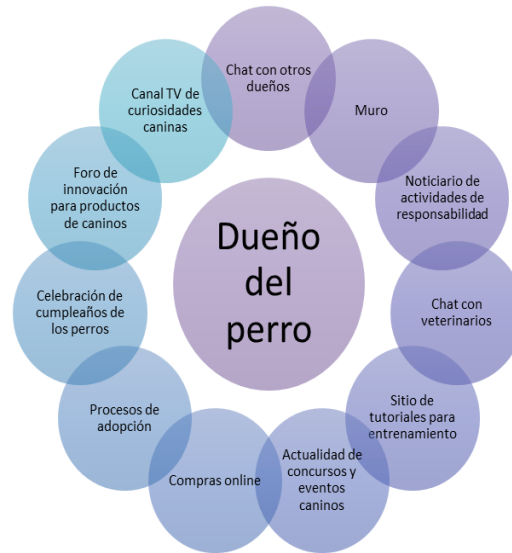 Chat con otros
dueños
Muro
Noticiario de
actividades de
responsabilidad
Chat con
veterinarios
Sitio de
tutoriales para
entrenamiento
Actualidad de
concursos y
eventos
caninos
Compras online
Procesos de
adopción
Celebración de
cumpleaños de
los perros
Foro de
innovación
para productos
de caninos
Canal TV de
curiosidades
caninas
Dueño
del
perro